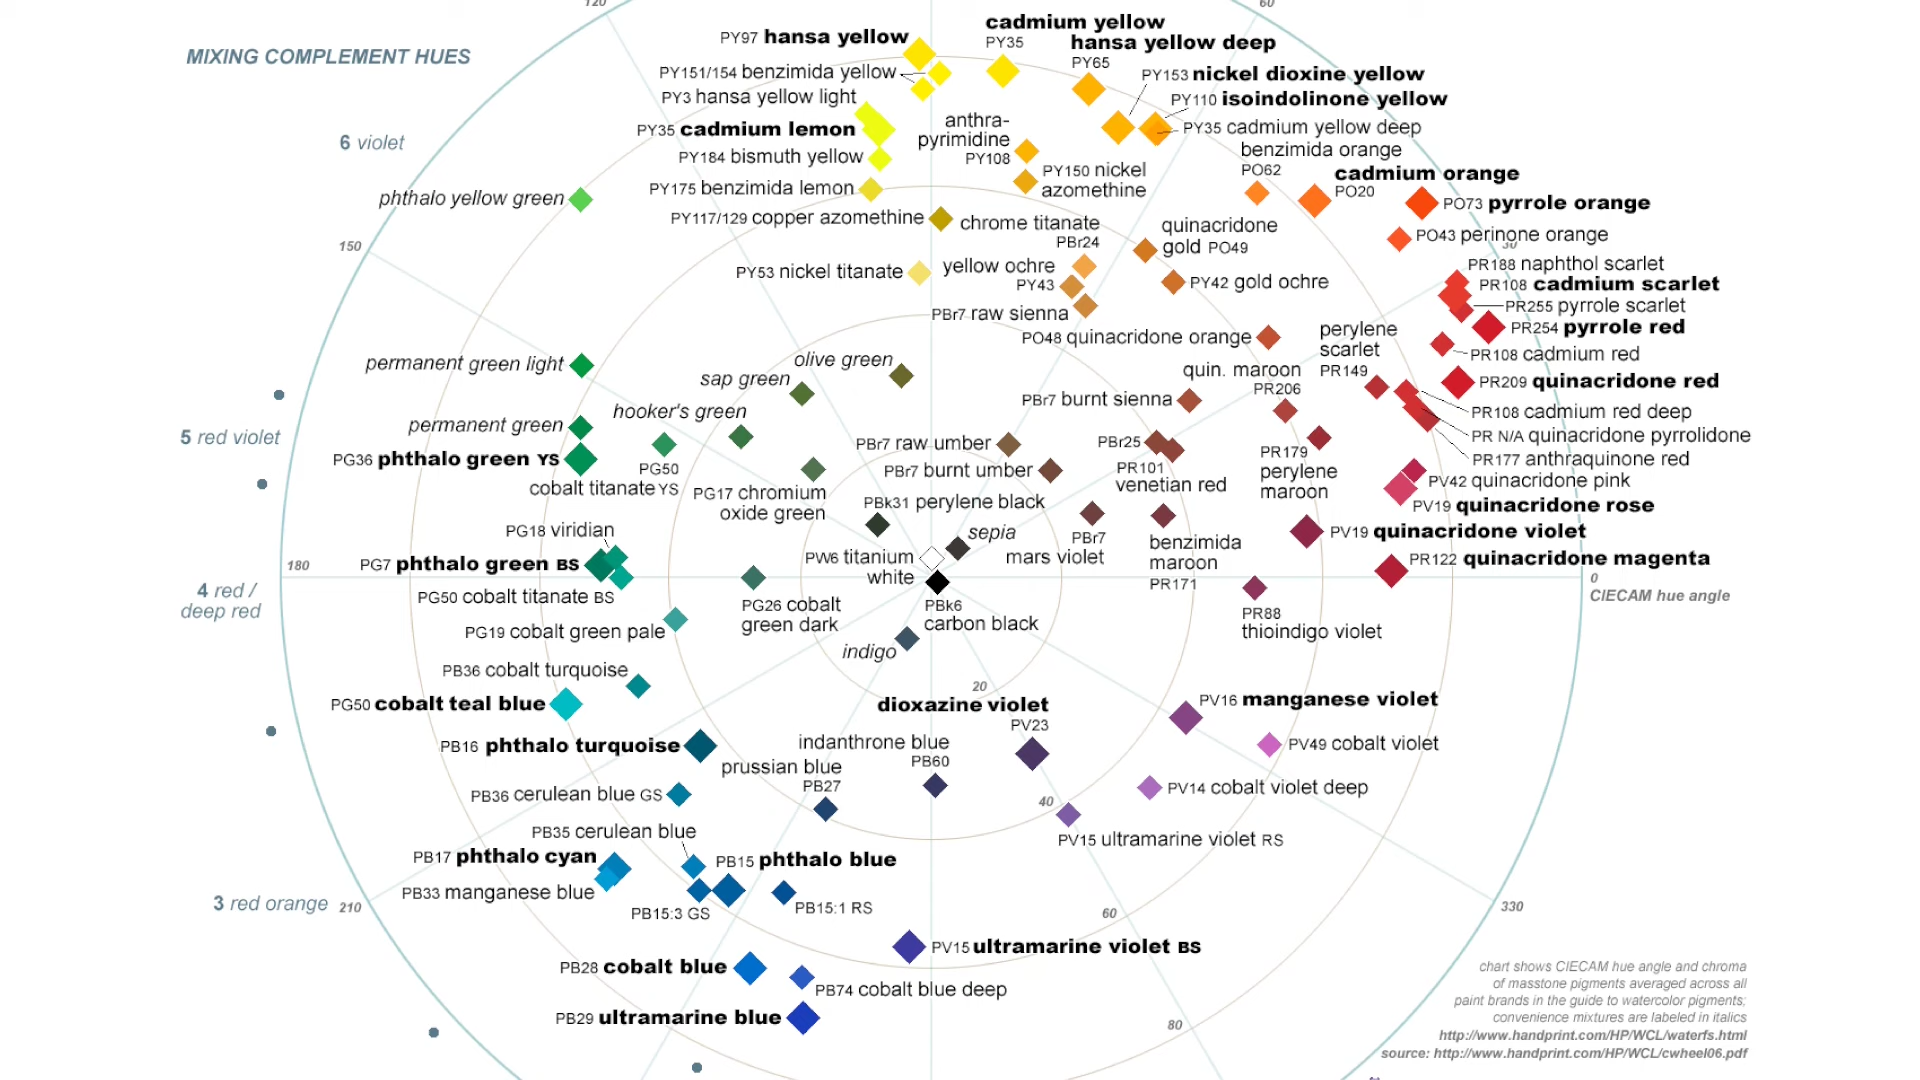 120
60
cadmium yellow
PY35
PY97 hansa yellow
hansa yellow deep
PY65
MIXING COMPLEMENT HUES
PY151/154 benzimida yellow
PY153 nickel dioxine yellow
PY3 hansa yellow light
PY110 isoindolinone yellow
PY35 cadmium lemon
anthra-
pyrimidine
PY108
PY35 cadmium yellow deep
6 violet
benzimida orange
PO62
PY184 bismuth yellow
PY150 nickel
azomethine
cadmium orange
PO20
PY175 benzimida lemon
phthalo yellow green
PO73 pyrrole orange
PY117/129 copper azomethine
chrome titanate
PBr24
quinacridone
gold PO49
PO43 perinone orange
150
30
PY53 nickel titanate
yellow ochre
PY43
PR188 naphthol scarlet
PY42 gold ochre
PR108 cadmium scarlet
PR255 pyrrole scarlet
PBr7 raw sienna
PR254 pyrrole red
PO48 quinacridone orange
perylene
scarlet
PR149
PR108 cadmium red
permanent green light
olive green
sap green
quin. maroon
PR206
PR209 quinacridone red
PBr7 burnt sienna
hooker's green
PR108 cadmium red deep
permanent green
5 red violet
PBr7 raw umber
PBr25
PR N/A quinacridone pyrrolidone
PG36 phthalo green YS
PG50
cobalt titanate YS
PR101
venetian red
PR179
perylene
maroon
PR177 anthraquinone red
PBr7 burnt umber
PV42 quinacridone pink
PG17 chromium
oxide green
PBk31 perylene black
PV19 quinacridone rose
PG18 viridian
sepia
PBr7
mars violet
PV19 quinacridone violet
benzimida
maroon
PR171
PW6 titanium
white
PG7 phthalo green BS
180
PR122 quinacridone magenta
0
CIECAM hue angle
4 red /
deep red
PG50 cobalt titanate BS
PG26 cobalt
green dark
PBk6
carbon black
PR88
thioindigo violet
PG19 cobalt green pale
indigo
PB36 cobalt turquoise
20
PG50 cobalt teal blue
dioxazine violet
PV23
PV16 manganese violet
PB16 phthalo turquoise
indanthrone blue
PB60
PV49 cobalt violet
prussian blue
PB27
PB36 cerulean blue GS
40
PV14 cobalt violet deep
PB35 cerulean blue
PV15 ultramarine violet RS
PB17 phthalo cyan
PB15 phthalo blue
PB33 manganese blue
3 red orange
210
PB15:3 GS
PB15:1 RS
60
330
PV15 ultramarine violet BS
PB28 cobalt blue
PB74 cobalt blue deep
PB29 ultramarine blue
80
chart shows CIECAM hue angle and chroma
of masstone pigments averaged across all
paint brands in the guide to watercolor pigments;
convenience mixtures are labeled in italics
http://www.handprint.com/HP/WCL/waterfs.html
source: http://www.handprint.com/HP/WCL/cwheel06.pdf